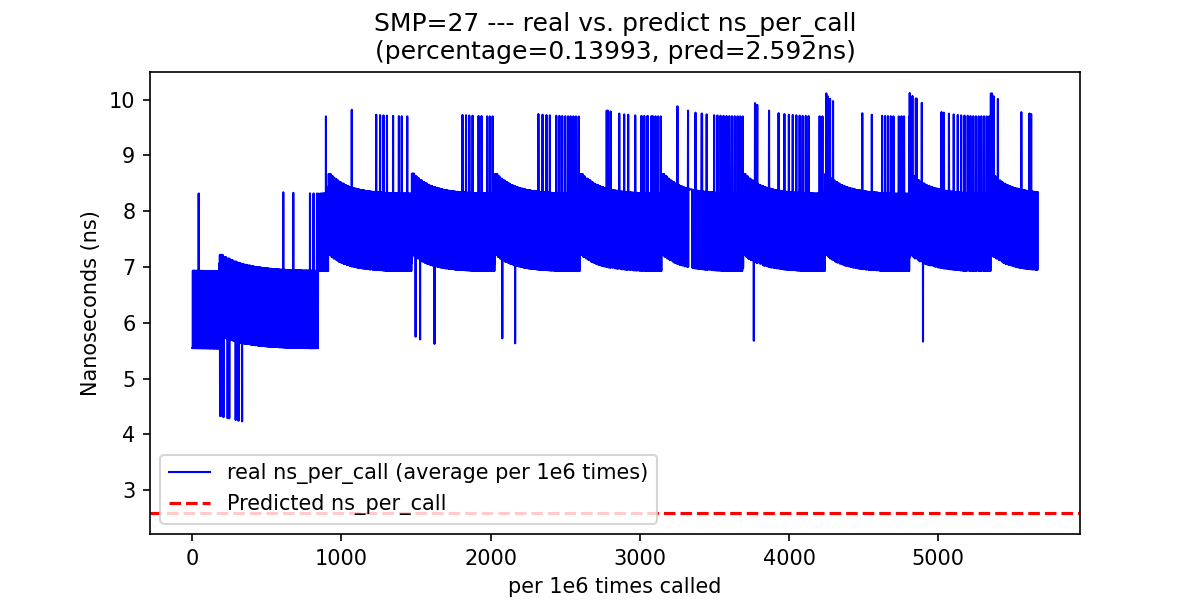 SMP=27 --- real vs. predict ns_per_call
(percentage=0.13993, pred=2.592ns)
10
9
8
7
6
5
4
3
Nanoseconds (ns)
real ns_per_call (average per 1e6 times)
Predicted ns_per_call
0 1000 2000 3000 4000 5000
per 1e6 times called